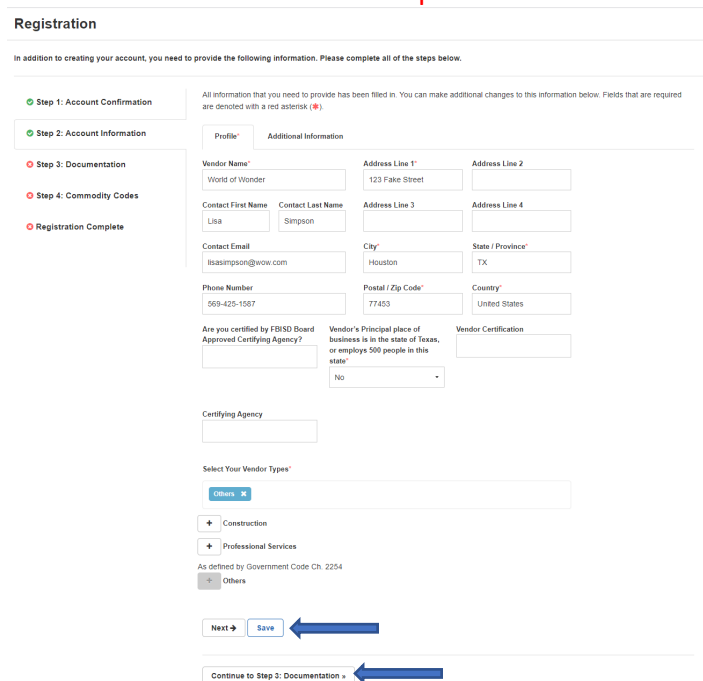 Registration
In addition to creating your account, you need to provide the following information. Please complete all of the steps below.
Step 1: Account Confirmation
Step 2: Account Information
Step 3: Documentation
Step 4: Commodity Codes
Registration Complete
All information that you need to provide has been filled in. You can make additional changes to this information below. Fields that are required
are denoted with a red asterisk (*).
Profile* Additional Information
Vendor Name* Address Line 1* Address Line 2
World of Wonder 123 Fake Street
Contact First Name Contact Last Name Address Line 3 Address Line 4
Lisa Simpson
Contact Email City* State / Province*
lisasimpson@wow.com Houston TX
Phone Number Postal / Zip Code* Country*
569-425-1587 77453 United States
Are you certified by FBISD Board Vendor's Principal place of Vendor Certification
Approved Certifying Agency? business is in the state of Texas,
or employs 500 people in this
state*
No
Certifying Agency
Select Your Vendor Types*
Others ✖
+ Construction
+ Professional Services
As defined by Government Code Ch. 2254
+ Others
Next → Save
Continue to Step 3: Documentation »